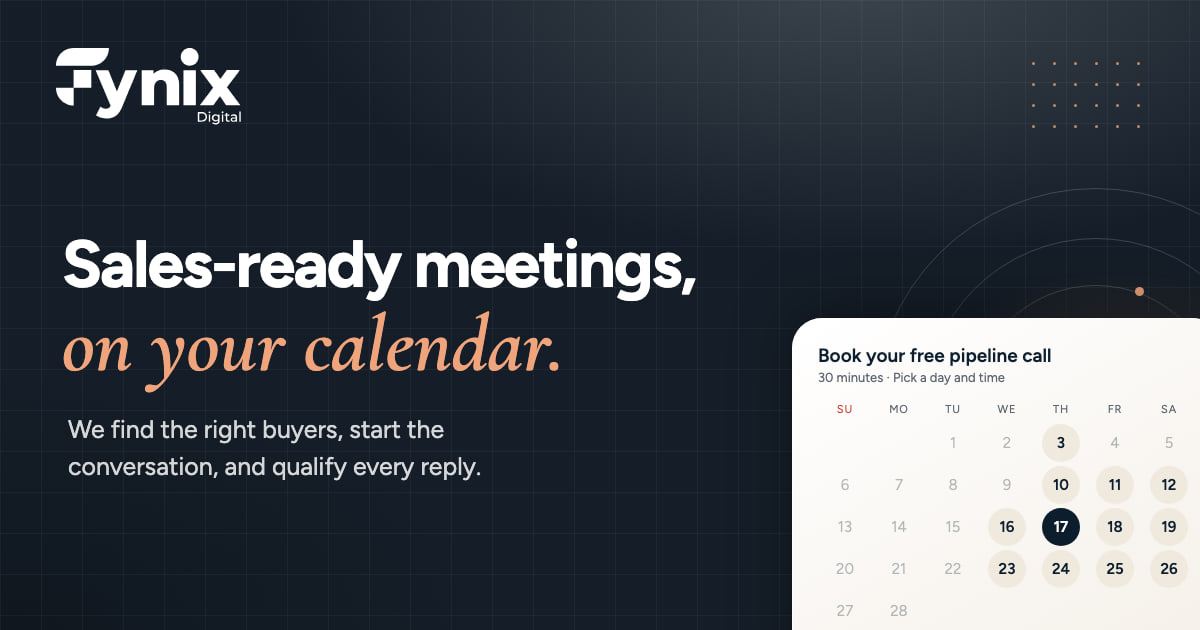 Fynix
Digital
Sales-ready meetings,
on your calendar.
We find the right buyers, start the
conversation, and qualify every reply.
Book your free pipeline call
30 minutes · Pick a day and time
SU MO TU WE TH FR SA
1 2 3 4 5
6 7 8 9 10 11 12
13 14 15 16 17 18 19
20 21 22 23 24 25 26
27 28